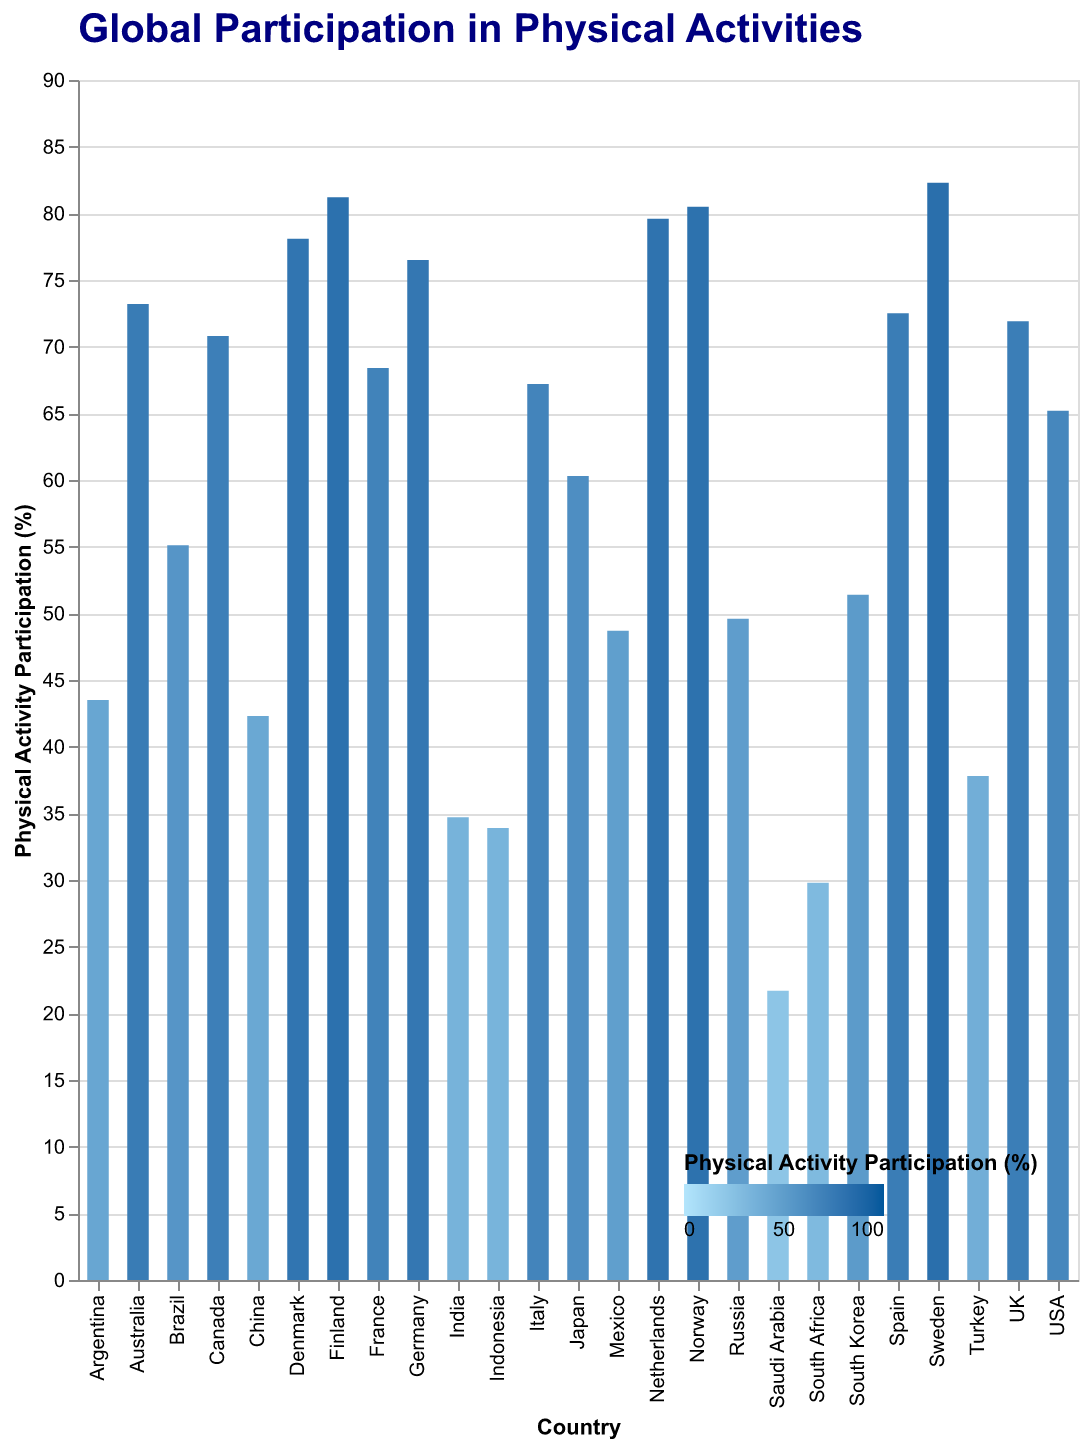 Global Participation in Physical Activities
90
85
80
75
70
65
60
55
50
45
40
35
30
25
20
15
10
5
0
Physical Activity Participation (%)
Physical Activity Participation (%)
0 50 100
Argentina
Australia
Brazil
Canada
China
Denmark
Finland
France
Germany
India
Indonesia
Italy
Japan
Mexico
Netherlands
Norway
Russia
Saudi Arabia
South Africa
South Korea
Spain
Sweden
Turkey
UK
USA
Country